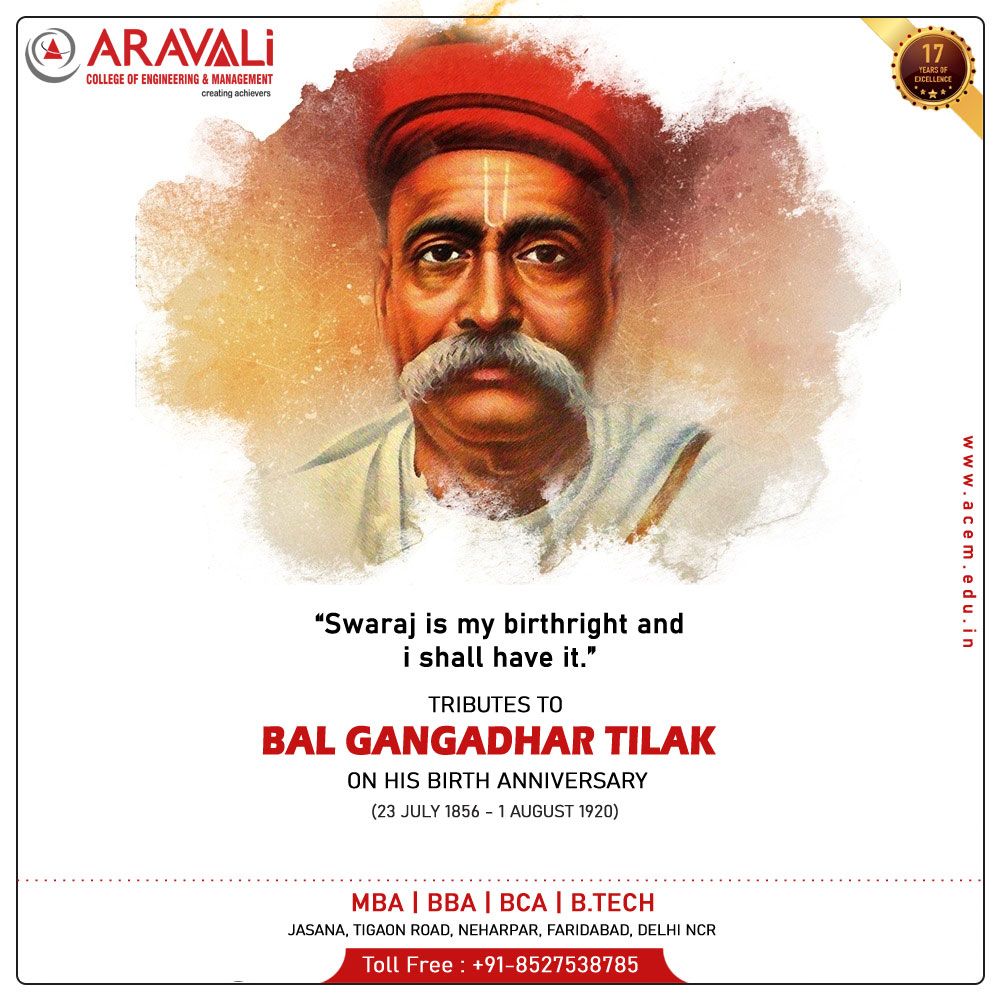 ARAVALi
COLLEGE OF ENGINEERING & MANAGEMENT
creating achievers
17
YEARS OF
EXCELLENCE
www.acem.edu.in
“Swaraj is my birthright and
i shall have it.”
TRIBUTES TO
BAL GANGADHAR TILAK
ON HIS BIRTH ANNIVERSARY
(23 JULY 1856 - 1 AUGUST 1920)
MBA | BBA | BCA | B.TECH
JASANA, TIGAON ROAD, NEHARPAR, FARIDABAD, DELHI NCR
Toll Free : +91-8527538785